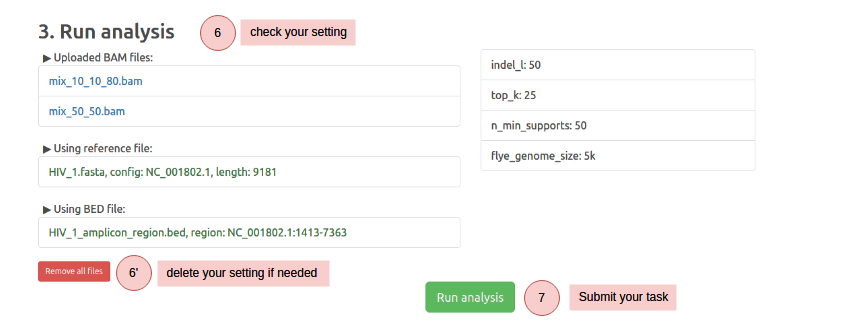 3. Run analysis
6
check your setting
▶ Uploaded BAM files:
mix_10_10_80.bam
mix_50_50.bam
▶ Using reference file:
HIV_1.fasta, config: NC_001802.1, length: 9181
▶ Using BED file:
HIV_1_amplicon_region.bed, region: NC_001802.1:1413-7363
indel_l: 50
top_k: 25
n_min_supports: 50
flye_genome_size: 5k
Remove all files
6'
delete your setting if needed
Run analysis
7
Submit your task